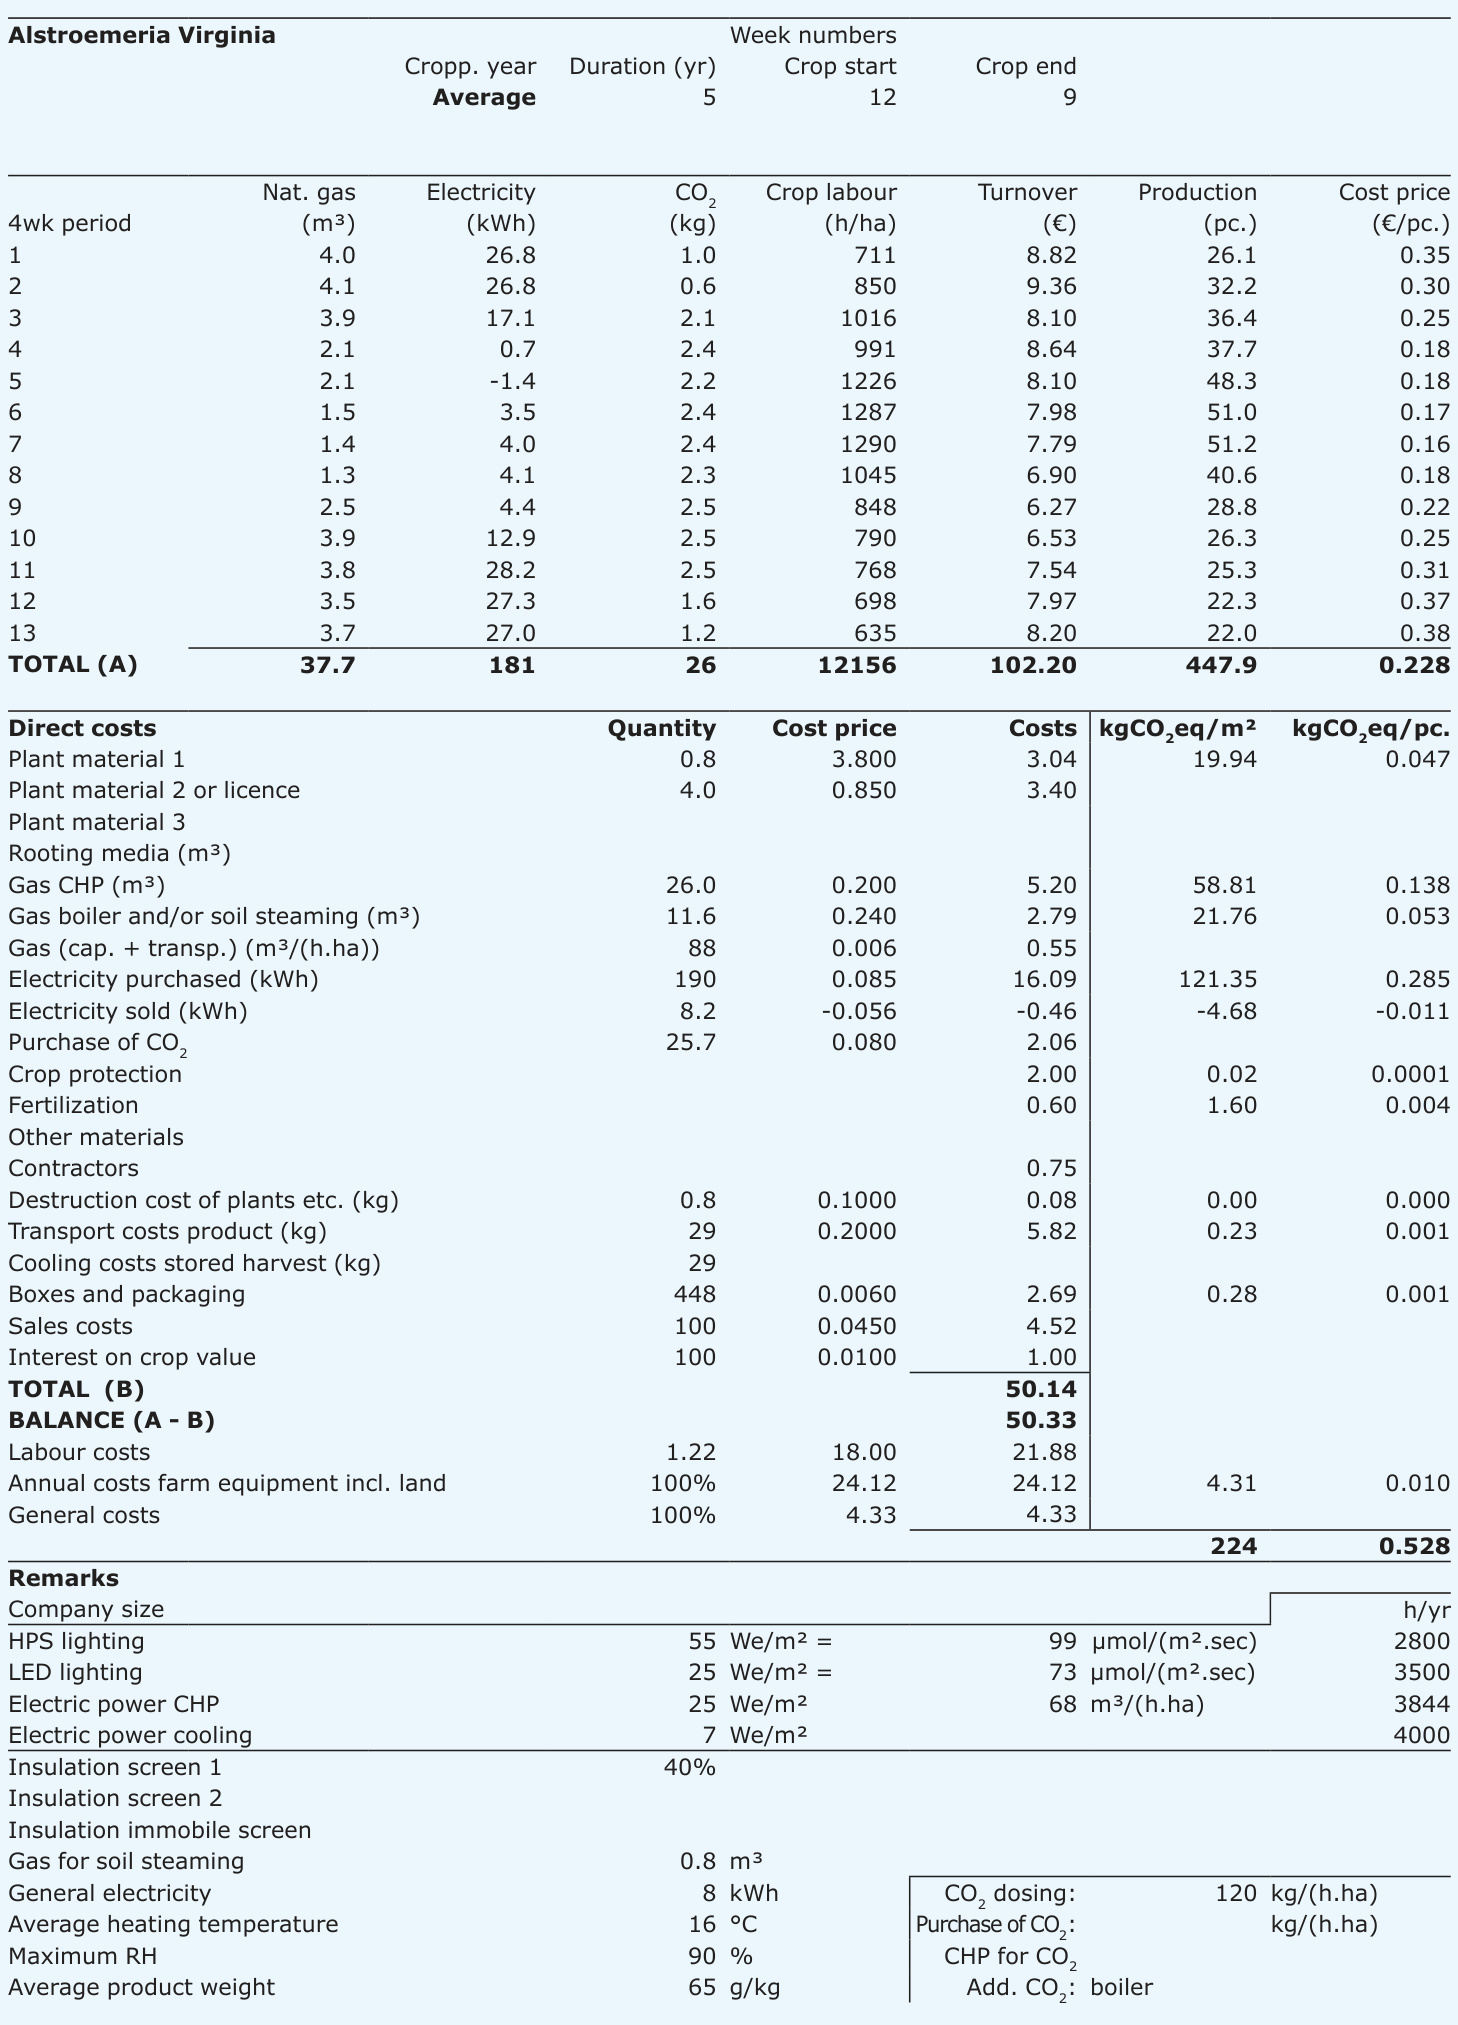 Alstroemeria Virginia Week numbers
Cropp. year Duration (yr) Crop start Crop end
Average 5 12 9
Nat. gas Electricity CO2 Crop labour Turnover Production Cost price
4wk period (m³) (kWh) (kg) (h/ha) (€) (pc.) (€/pc.)
1 4.0 26.8 1.0 711 8.82 26.1 0.35
2 4.1 26.8 0.6 850 9.36 32.2 0.30
3 3.9 17.1 2.1 1016 8.10 36.4 0.25
4 2.1 0.7 2.4 991 8.64 37.7 0.18
5 2.1 -1.4 2.2 1226 8.10 48.3 0.18
6 1.5 3.5 2.4 1287 7.98 51.0 0.17
7 1.4 4.0 2.4 1290 7.79 51.2 0.16
8 1.3 4.1 2.3 1045 6.90 40.6 0.18
9 2.5 4.4 2.5 848 6.27 28.8 0.22
10 3.9 12.9 2.5 790 6.53 26.3 0.25
11 3.8 28.2 2.5 768 7.54 25.3 0.31
12 3.5 27.3 1.6 698 7.97 22.3 0.37
13 3.7 27.0 1.2 635 8.20 22.0 0.38
TOTAL (A) 37.7 181 26 12156 102.20 447.9 0.228
Direct costs Quantity Cost price Costs kgCO2eq/m² kgCO2eq/pc.
Plant material 1 0.8 3.800 3.04 19.94 0.047
Plant material 2 or licence 4.0 0.850 3.40
Plant material 3
Rooting media (m³)
Gas CHP (m³) 26.0 0.200 5.20 58.81 0.138
Gas boiler and/or soil steaming (m³) 11.6 0.240 2.79 21.76 0.053
Gas (cap. + transp.) (m³/(h.ha)) 88 0.006 0.55
Electricity purchased (kWh) 190 0.085 16.09 121.35 0.285
Electricity sold (kWh) 8.2 -0.056 -0.46 -4.68 -0.011
Purchase of CO2 25.7 0.080 2.06
Crop protection 2.00 0.02 0.0001
Fertilization 0.60 1.60 0.004
Other materials
Contractors 0.75
Destruction cost of plants etc. (kg) 0.8 0.1000 0.08 0.00 0.000
Transport costs product (kg) 29 0.2000 5.82 0.23 0.001
Cooling costs stored harvest (kg) 29
Boxes and packaging 448 0.0060 2.69 0.28 0.001
Sales costs 100 0.0450 4.52
Interest on crop value 100 0.0100 1.00
TOTAL (B) 50.14
BALANCE (A - B) 50.33
Labour costs 1.22 18.00 21.88
Annual costs farm equipment incl. land 100% 24.12 24.12 4.31 0.010
General costs 100% 4.33 4.33
224 0.528
Remarks
Company size h/yr
HPS lighting 55 We/m² = 99 µmol/(m².sec) 2800
LED lighting 25 We/m² = 73 µmol/(m².sec) 3500
Electric power CHP 25 We/m² 68 m³/(h.ha) 3844
Electric power cooling 7 We/m² 4000
Insulation screen 1 40%
Insulation screen 2
Insulation immobile screen
Gas for soil steaming 0.8 m³
General electricity 8 kWh CO2 dosing: 120 kg/(h.ha)
Average heating temperature 16 °C Purchase of CO2: kg/(h.ha)
Maximum RH 90 % CHP for CO2
Average product weight 65 g/kg Add. CO2: boiler